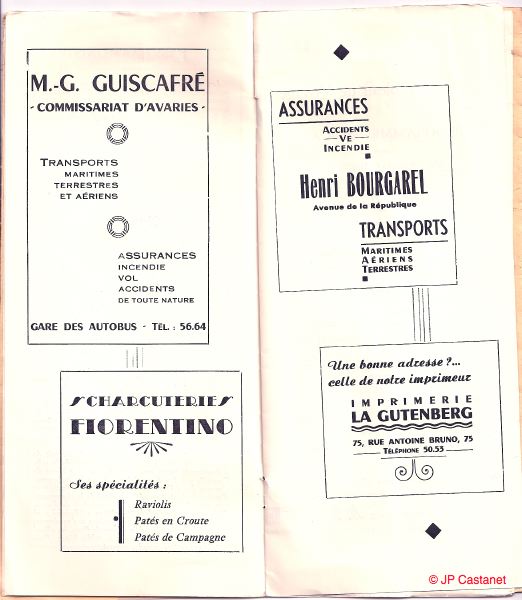 M.-G. GUISCAFRÉ
- COMMISSARIAT D'AVARIES -
TRANSPORTS
MARITIMES
TERRESTRES
ET AÉRIENS
ASSURANCES
INCENDIE
VOL
ACCIDENTS
DE TOUTE NATURE
GARE DES AUTOBUS - TÉL. : 56.64
SCHARCUTERIES
FIORENTINO
Ses spécialités :
Raviolis
Patés en Croute
Patés de Campagne
ASSURANCES
ACCIDENTS
VIE
INCENDIE
Henri BOURGAREL
Avenue de la République
TRANSPORTS
MARITIMES
AÉRIENS
TERRESTRES
Une bonne adresse ?...
celle de notre imprimeur
IMPRIMERIE
LA GUTENBERG
75, RUE ANTOINE BRUNO, 75
TÉLÉPHONE 50.53
© JP Castanet